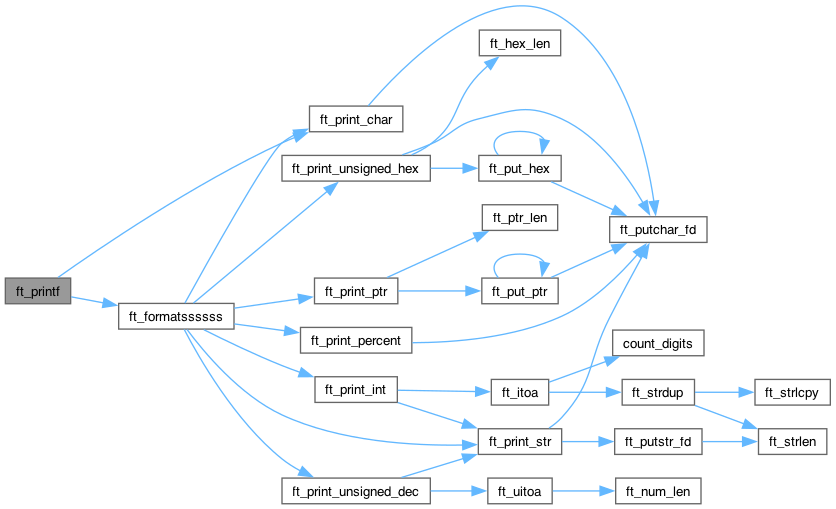 ft_hex_len
ft_print_char
ft_print_unsigned_hex
ft_put_hex
ft_ptr_len
ft_putchar_fd
ft_printf
ft_print_ptr
ft_put_ptr
ft_formatssssss
ft_print_percent
count_digits
ft_print_int
ft_itoa
ft_strdup
ft_strlcpy
ft_print_str
ft_putstr_fd
ft_strlen
ft_print_unsigned_dec
ft_uitoa
ft_num_len